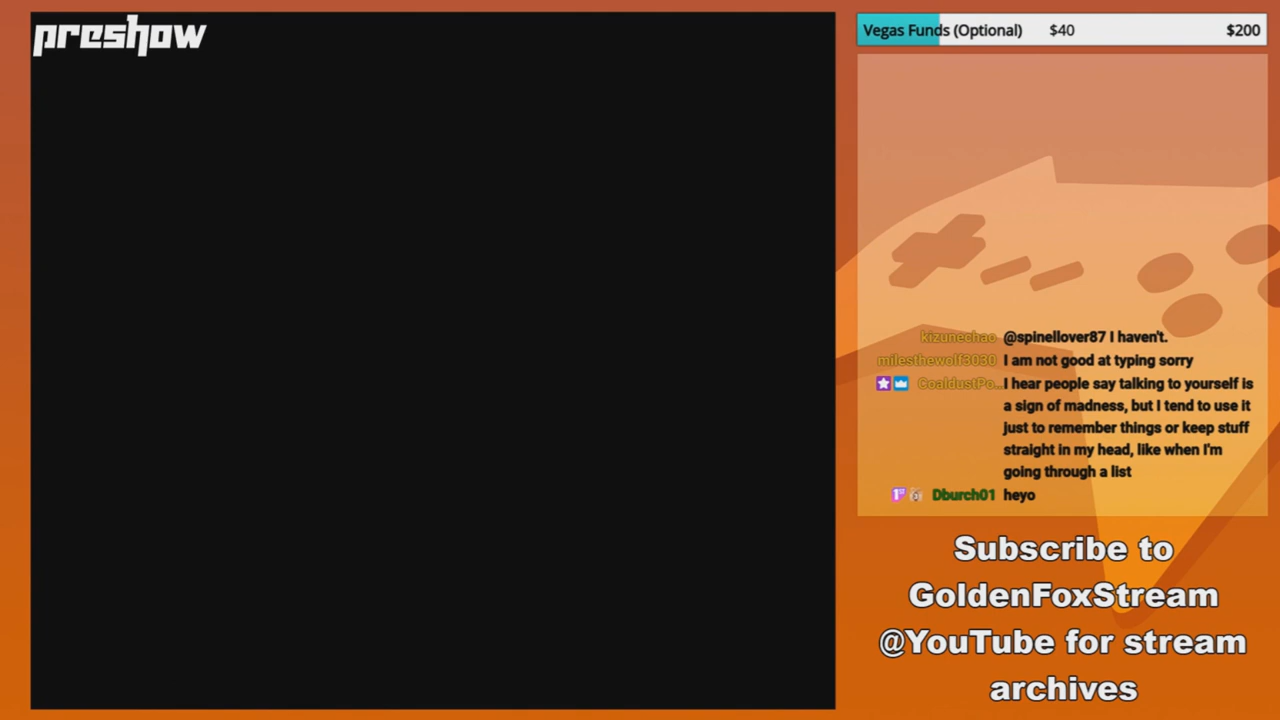 preshow
Vegas Funds (Optional) $40 $200
kizunechao @spinellover87 I haven't.
milesthewolf3030 I am not good at typing sorry
CoaldustPo... I hear people say talking to yourself is
a sign of madness, but I tend to use it
just to remember things or keep stuff
straight in my head, like when I'm
going through a list
Dburch01 heyo
Subscribe to
GoldenFoxStream
@YouTube for stream
archives